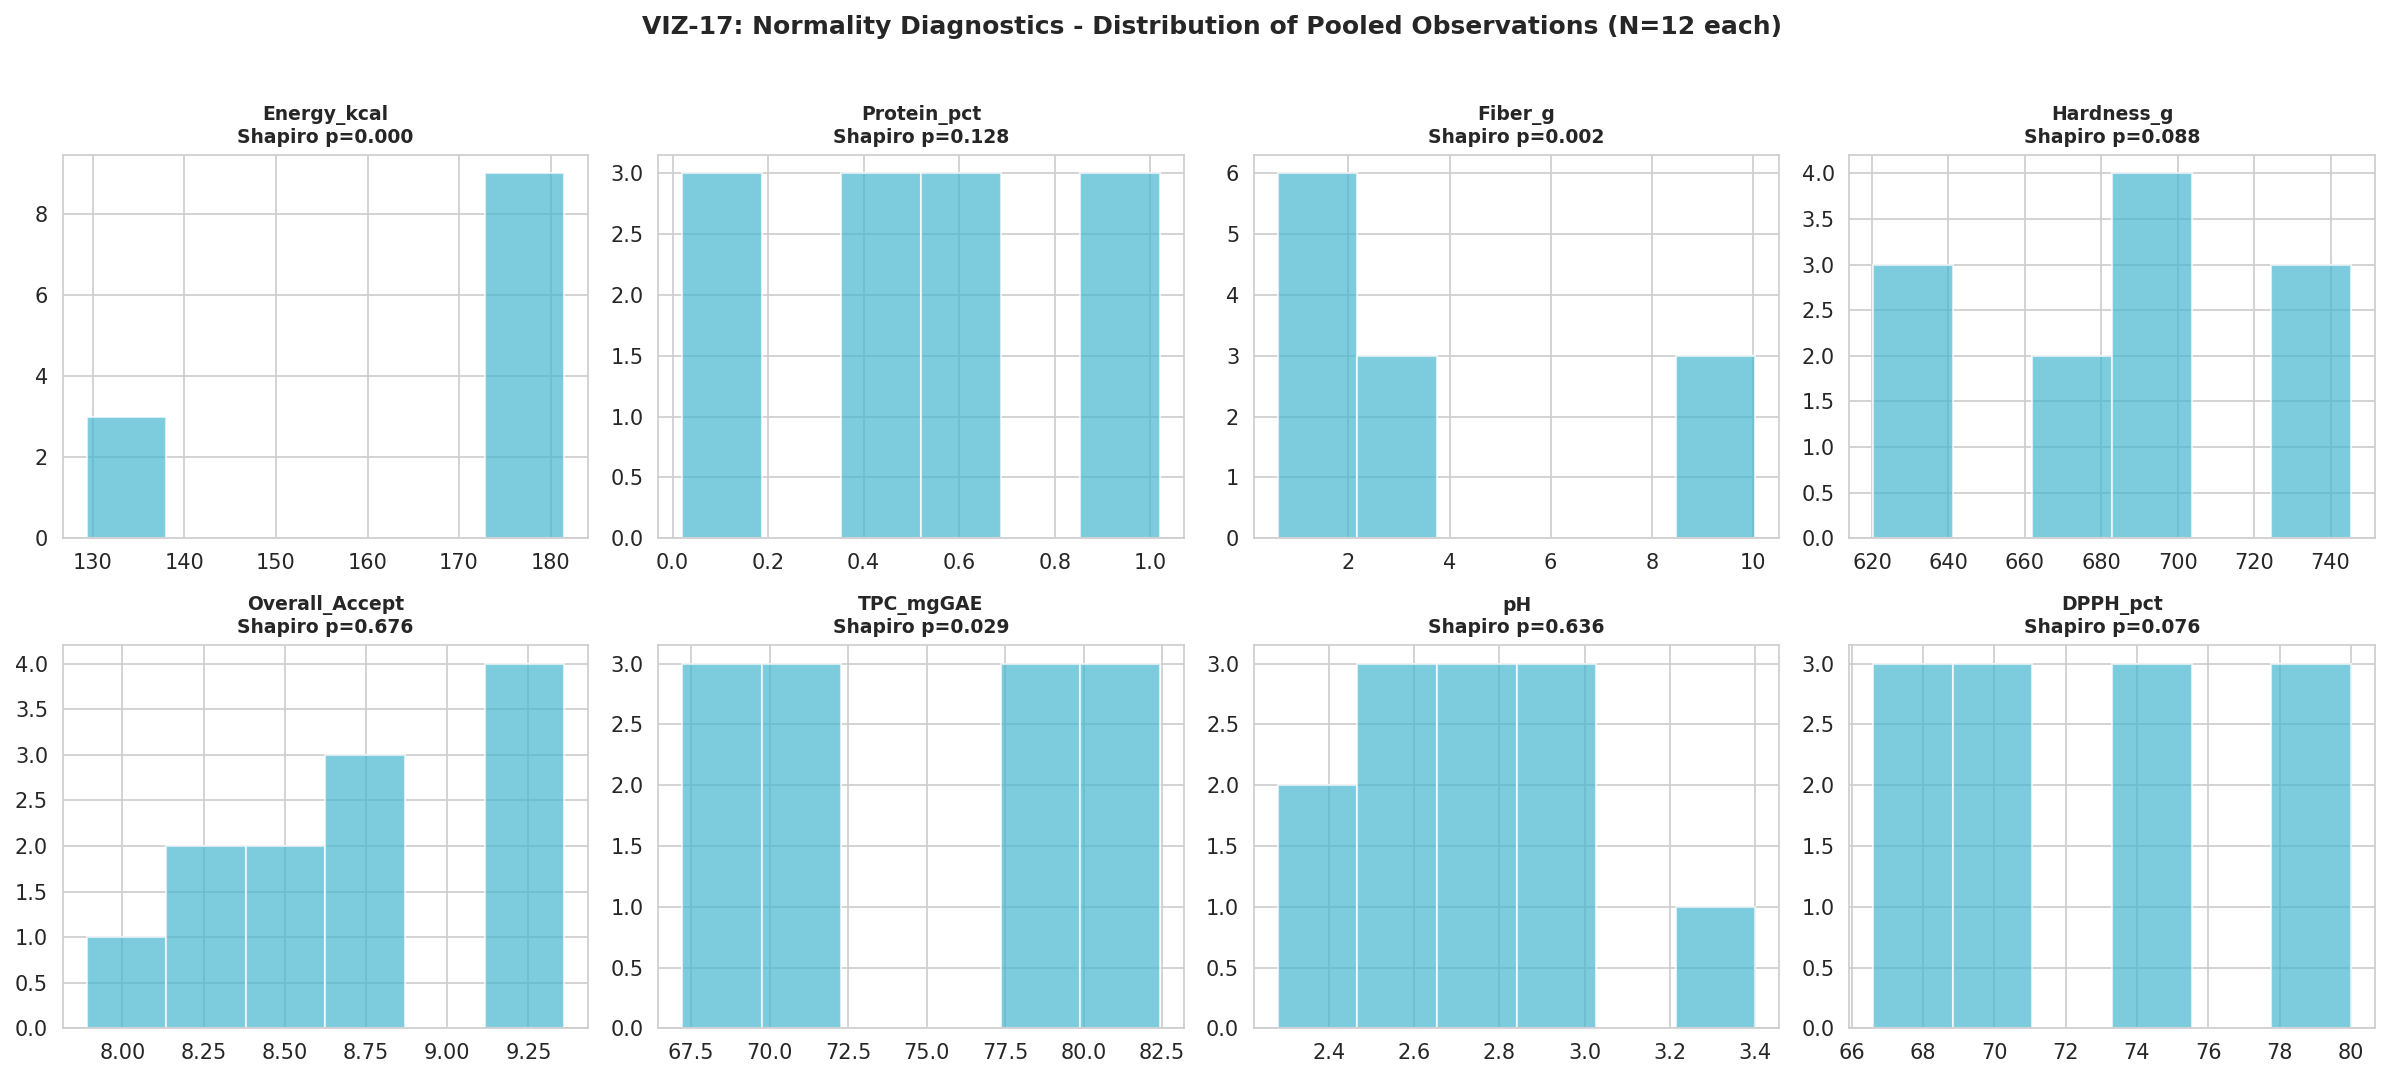 VIZ-17: Normality Diagnostics - Distribution of Pooled Observations (N=12 each)
Energy_kcal
Shapiro p=0.000
8
6
4
2
0
130 140 150 160 170 180
Protein_pct
Shapiro p=0.128
3.0
2.5
2.0
1.5
1.0
0.5
0.0
0.0 0.2 0.4 0.6 0.8 1.0
Fiber_g
Shapiro p=0.002
6
5
4
3
2
1
0
2 4 6 8 10
Hardness_g
Shapiro p=0.088
4.0
3.5
3.0
2.5
2.0
1.5
1.0
0.5
0.0
620 640 660 680 700 720 740
Overall_Accept
Shapiro p=0.676
4.0
3.5
3.0
2.5
2.0
1.5
1.0
0.5
0.0
8.00 8.25 8.50 8.75 9.00 9.25
TPC_mgGAE
Shapiro p=0.029
3.0
2.5
2.0
1.5
1.0
0.5
0.0
67.5 70.0 72.5 75.0 77.5 80.0 82.5
pH
Shapiro p=0.636
3.0
2.5
2.0
1.5
1.0
0.5
0.0
2.4 2.6 2.8 3.0 3.2 3.4
DPPH_pct
Shapiro p=0.076
3.0
2.5
2.0
1.5
1.0
0.5
0.0
66 68 70 72 74 76 78 80